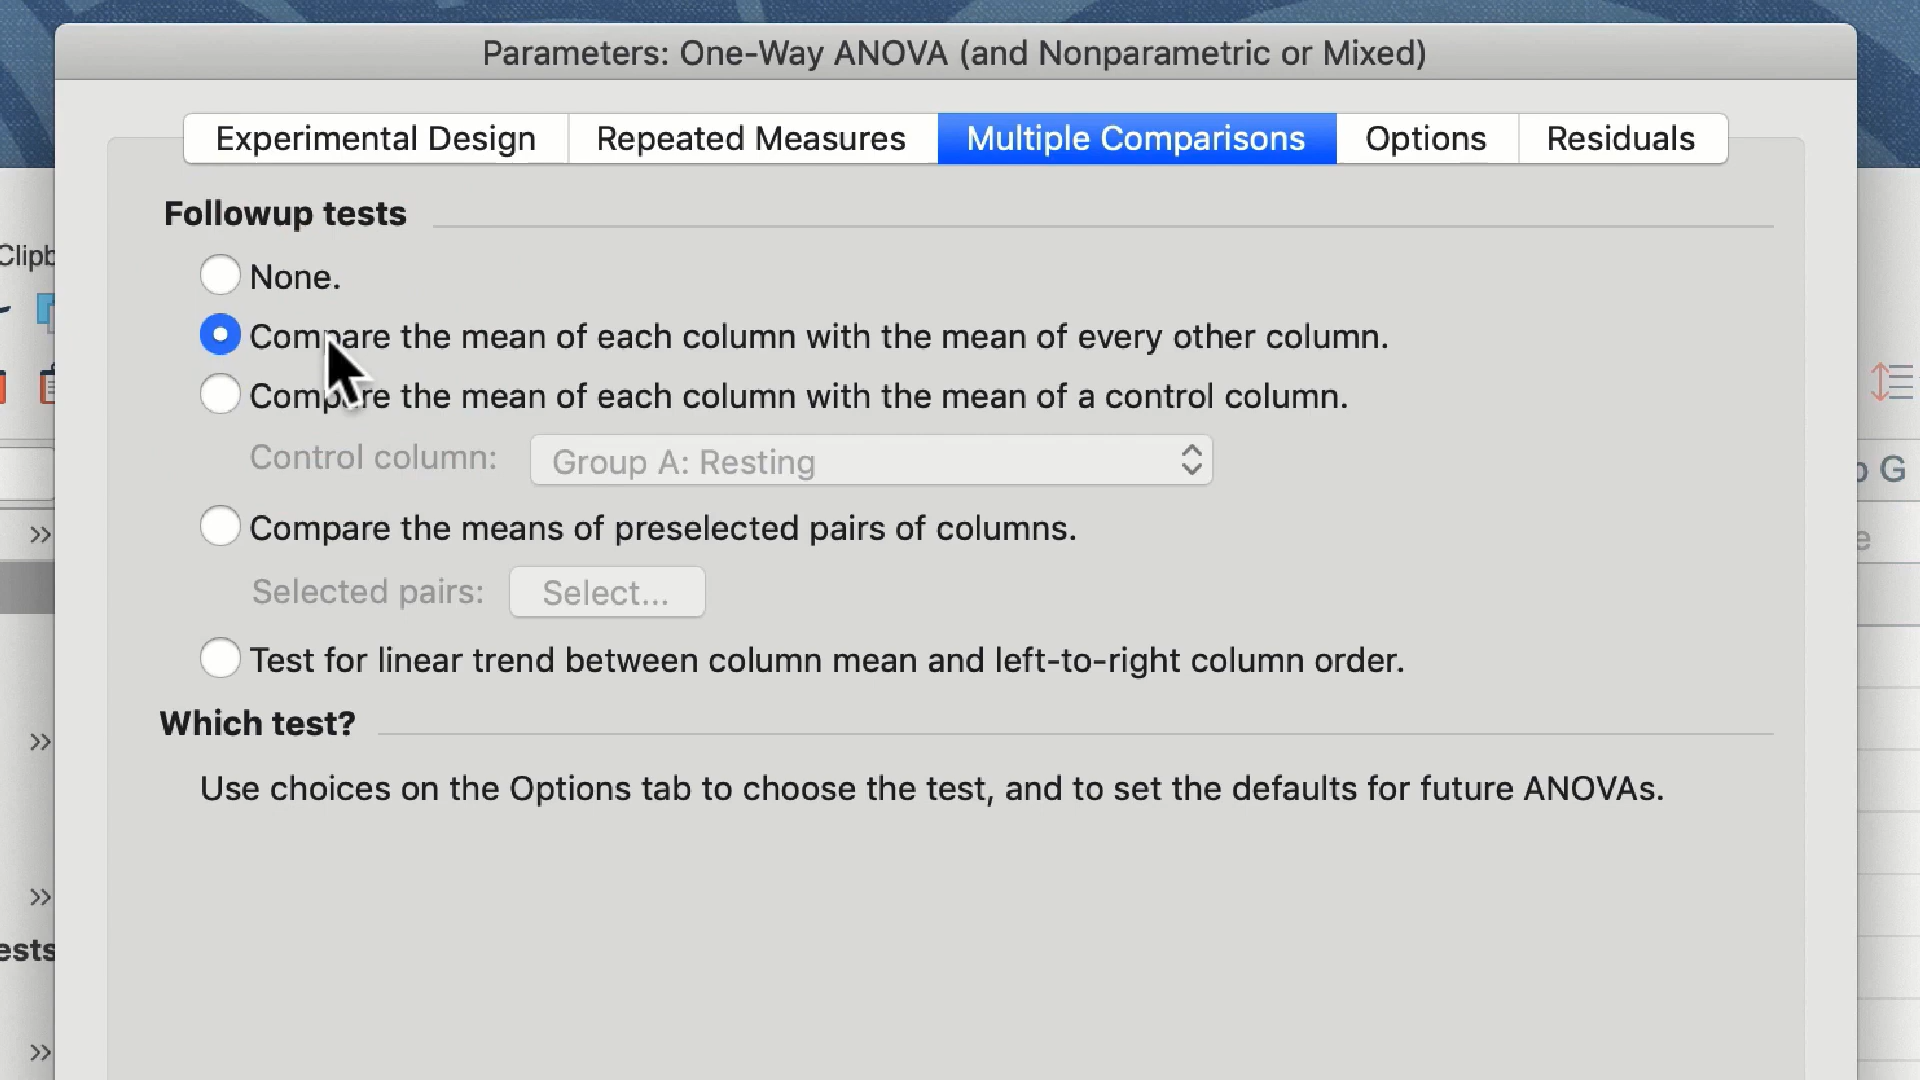 Parameters: One-Way ANOVA (and Nonparametric or Mixed)
Experimental Design
Repeated Measures
Multiple Comparisons
Options
Residuals
Followup tests
None.
Compare the mean of each column with the mean of every other column.
Compare the mean of each column with the mean of a control column.
Control column:
Group A: Resting
Compare the means of preselected pairs of columns.
Selected pairs:
Select...
Test for linear trend between column mean and left-to-right column order.
Which test?
Use choices on the Options tab to choose the test, and to set the defaults for future ANOVAs.